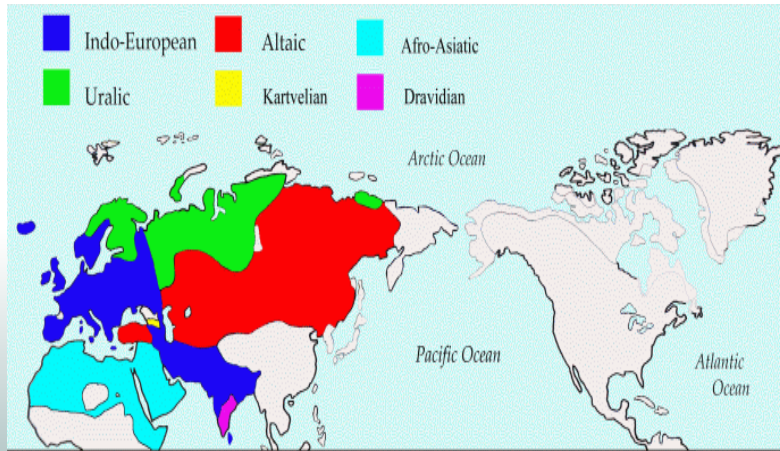 Indo-European
Altaic
Afro-Asiatic
Uralic
Kartvelian
Dravidian
Arctic Ocean
Pacific Ocean
Atlantic
Ocean